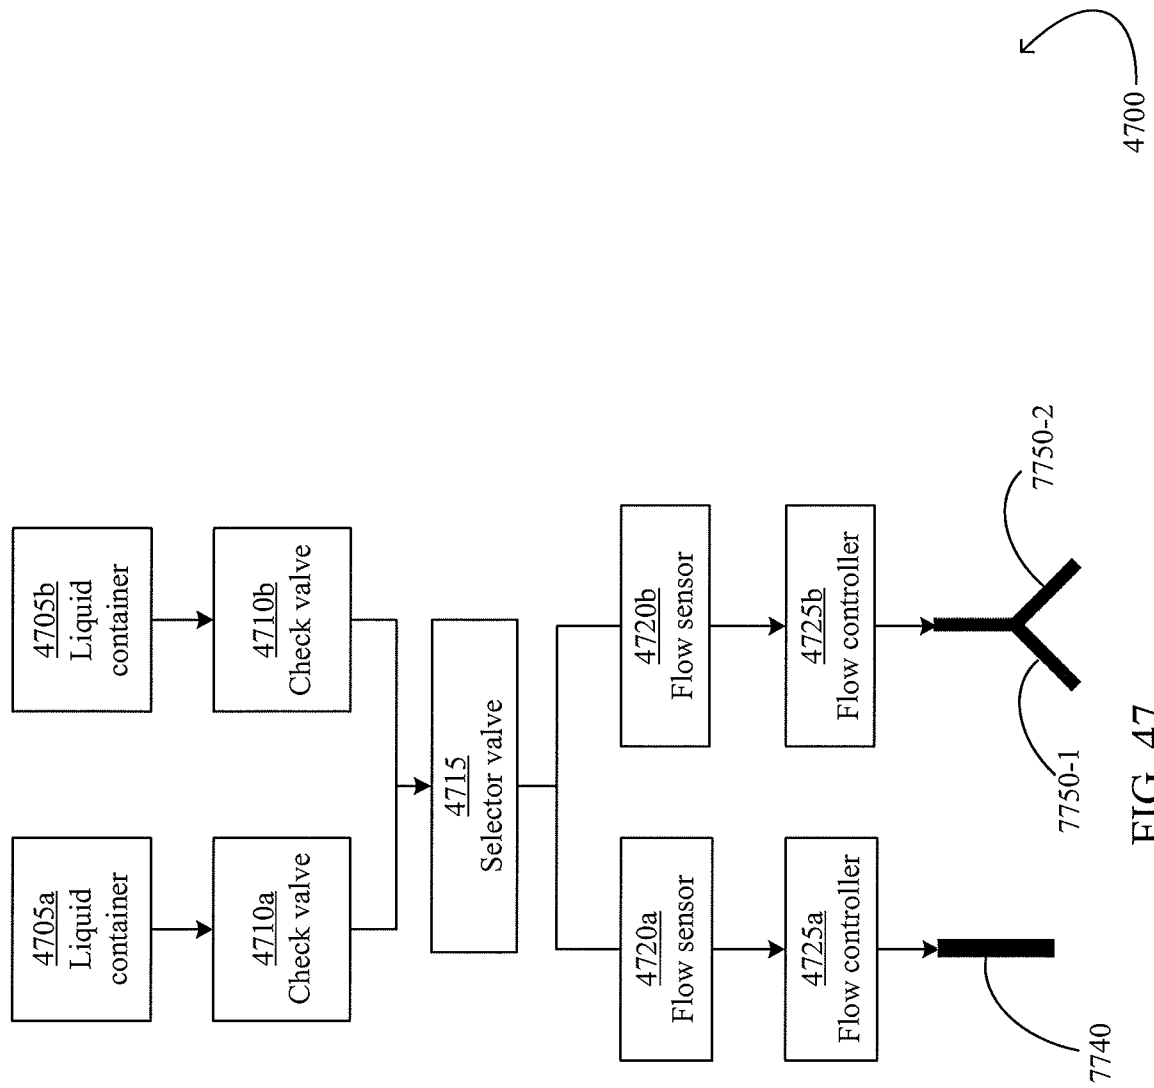 4705a
Liquid
container
4705b
Liquid
container
4710a
Check valve
4710b
Check valve
4715
Selector valve
4720a
Flow sensor
4720b
Flow sensor
4725a
Flow controller
4725b
Flow controller
7740
7750-1
7750-2
4700
FIG. 47